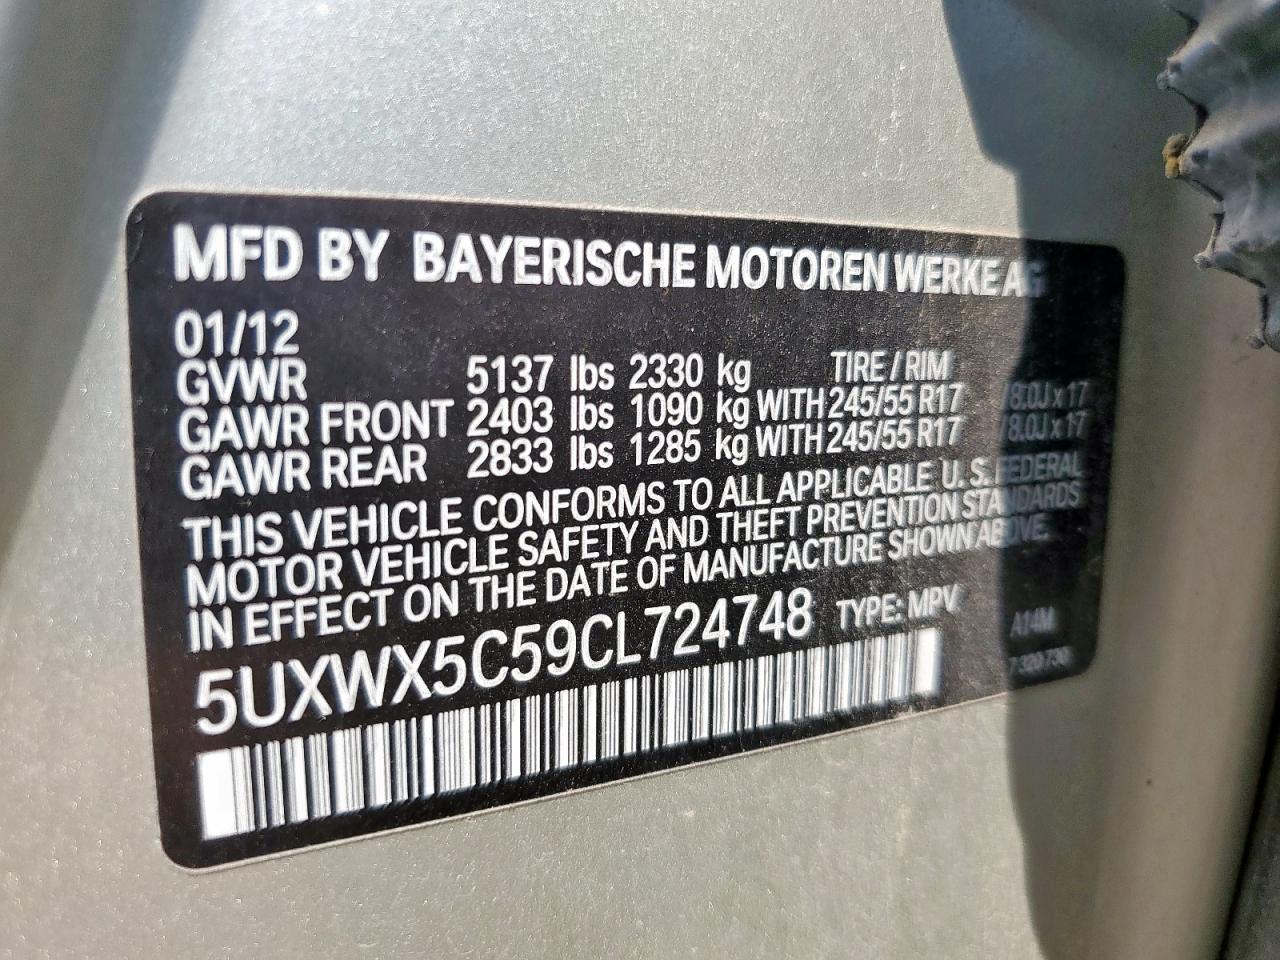 MFD BY BAYERISCHE MOTOREN WERKE AG
01/12
GVWR 5137 lbs 2330 kg TIRE / RIM
GAWR FRONT 2403 lbs 1090 kg WITH 245/55 R17 /8.0J x 17
GAWR REAR 2833 lbs 1285 kg WITH 245/55 R17 /8.0J x 17
THIS VEHICLE CONFORMS TO ALL APPLICABLE U.S. FEDERAL
MOTOR VEHICLE SAFETY AND THEFT PREVENTION STANDARDS
IN EFFECT ON THE DATE OF MANUFACTURE SHOWN ABOVE.
5UXWX5C59CL724748 TYPE: MPV A14M
7 320 730